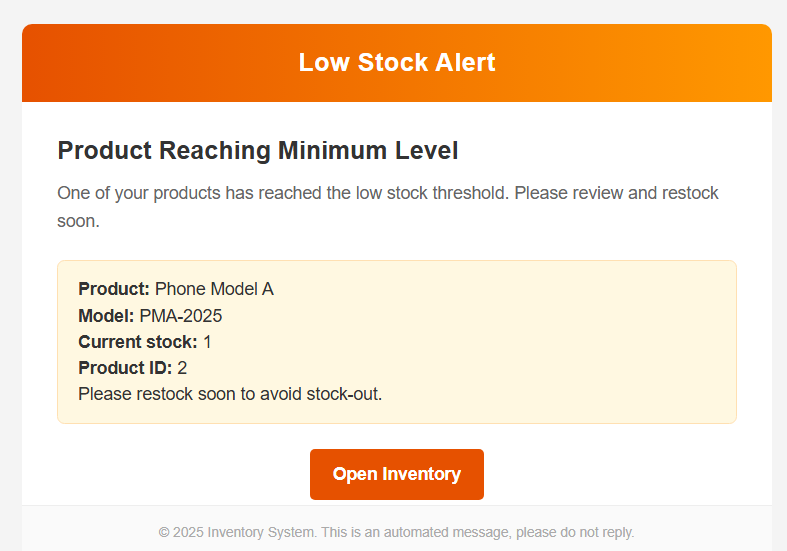 Low Stock Alert
Product Reaching Minimum Level
One of your products has reached the low stock threshold. Please review and restock
soon.
Product: Phone Model A
Model: PMA-2025
Current stock: 1
Product ID: 2
Please restock soon to avoid stock-out.
Open Inventory
© 2025 Inventory System. This is an automated message, please do not reply.